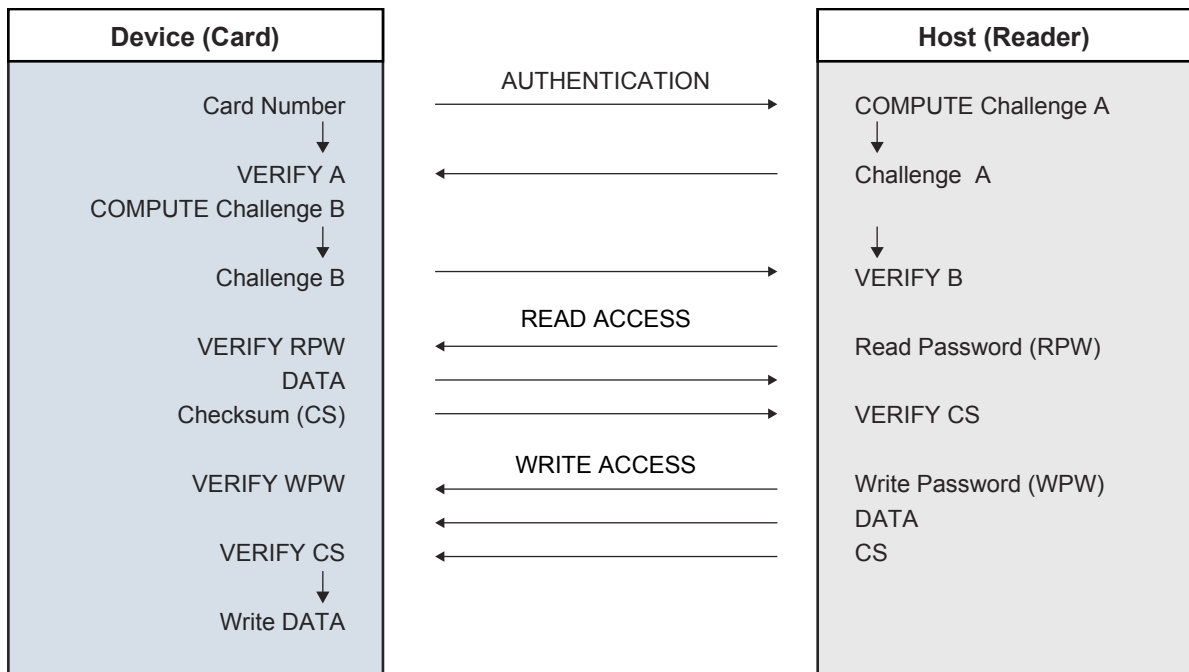 Device (Card)
Host (Reader)
AUTHENTICATION
Card Number
COMPUTE Challenge A
VERIFY A
Challenge A
COMPUTE Challenge B
Challenge B
VERIFY B
READ ACCESS
VERIFY RPW
Read Password (RPW)
DATA
Checksum (CS)
VERIFY CS
WRITE ACCESS
VERIFY WPW
Write Password (WPW)
DATA
VERIFY CS
CS
Write DATA